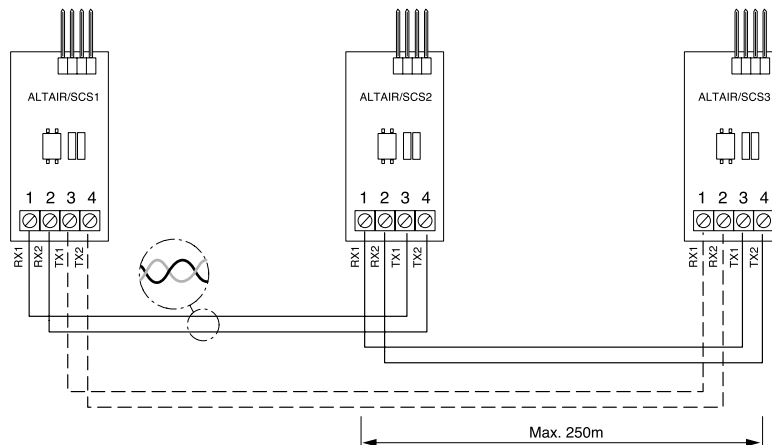 ALTAIR/SCS1 ALTAIR/SCS2 ALTAIR/SCS3
1 2 3 4 1 2 3 4 1 2 3 4
RX1 RX2 TX1 TX2 RX1 RX2 TX1 TX2 RX1 RX2 TX1 TX2
Max. 250m